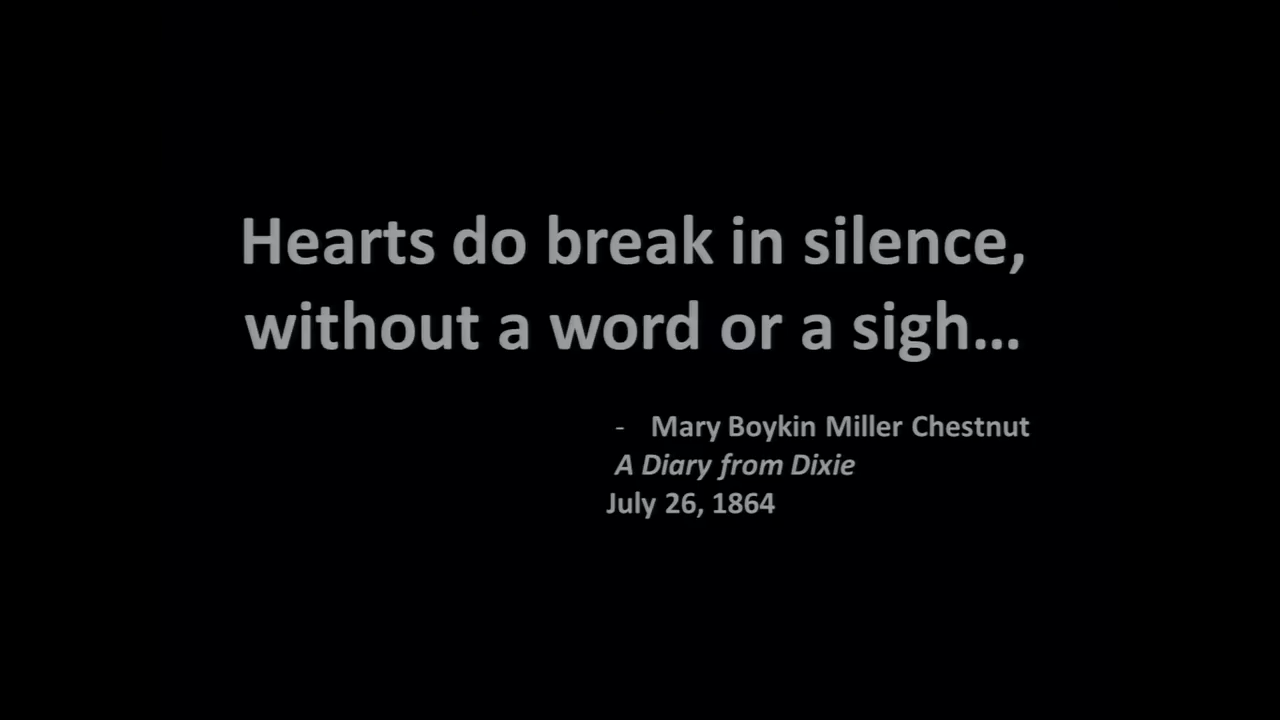 Hearts do break in silence,
without a word or a sigh…
- Mary Boykin Miller Chestnut
A Diary from Dixie
July 26, 1864